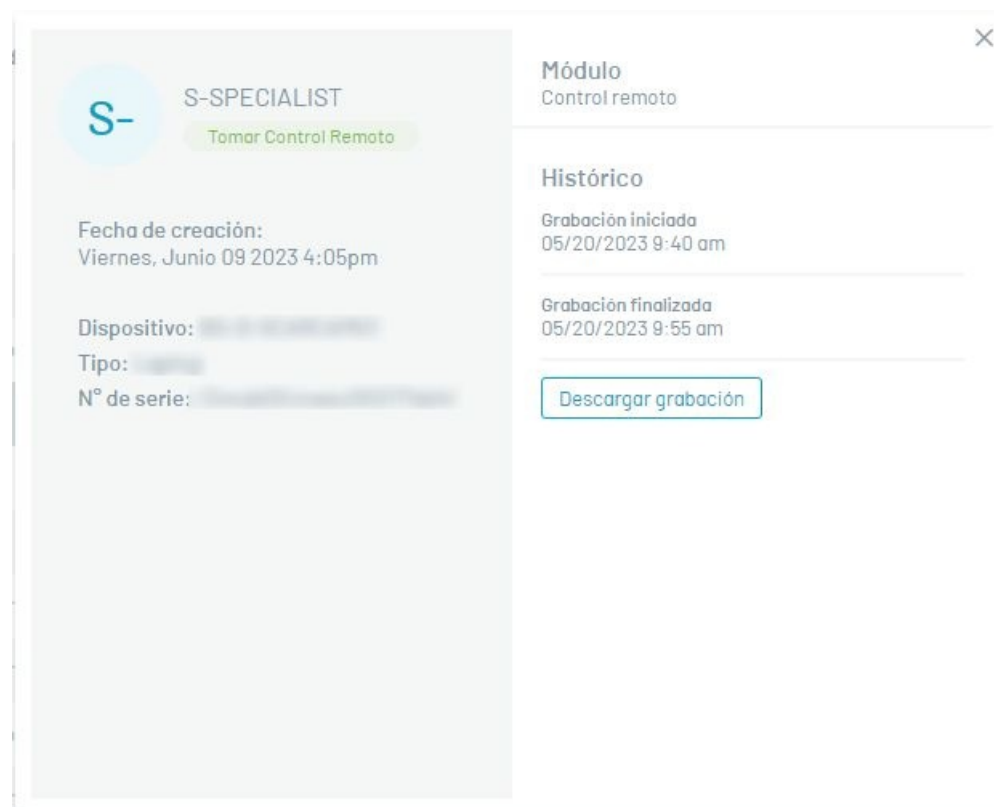 S-
S-SPECIALIST
Tomar Control Remoto
Fecha de creación:
Viernes, Junio 09 2023 4:05pm
Dispositivo:
Tipo:
N° de serie:
Módulo
Control remoto
Histórico
Grabación iniciada
05/20/2023 9:40 am
Grabación finalizada
05/20/2023 9:55 am
Descargar grabación